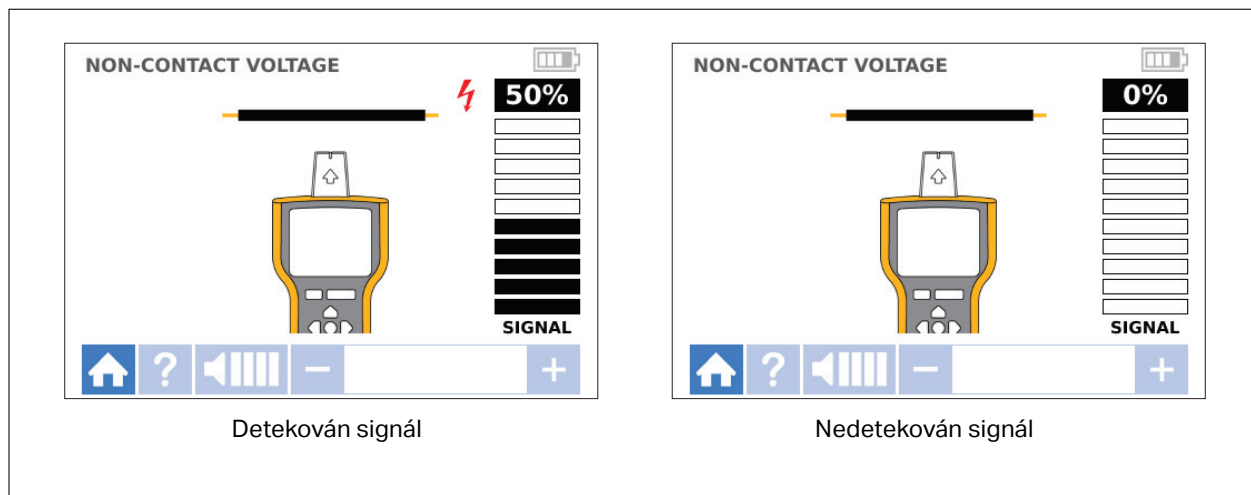 NON-CONTACT VOLTAGE
50%
SIGNAL
?
Detekován signál
NON-CONTACT VOLTAGE
0%
SIGNAL
?
Nedetekován signál